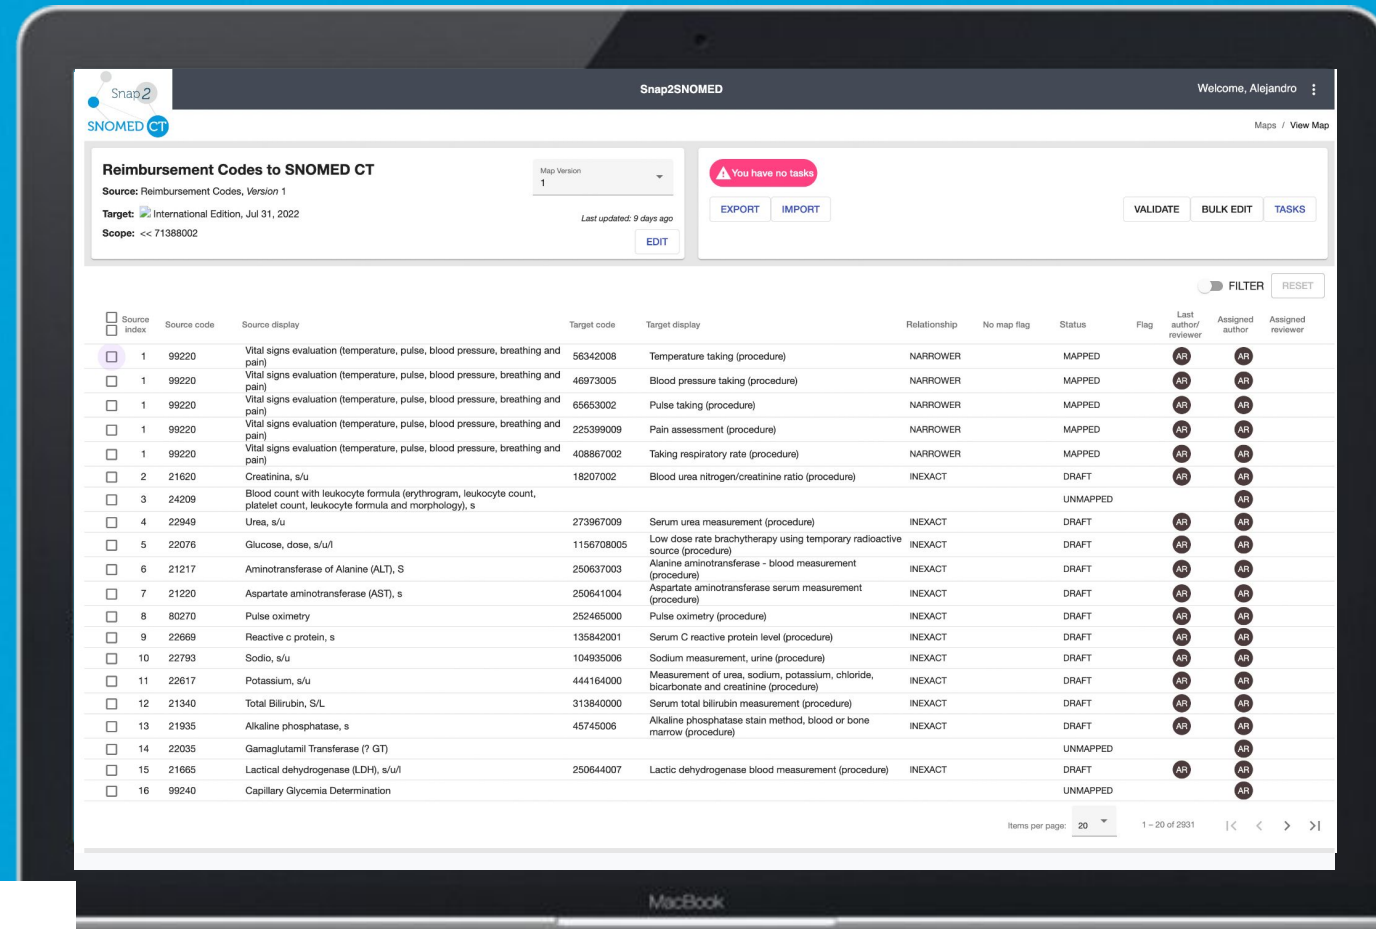 Snap2
SNOMED CT
Snap2SNOMED
Welcome, Alejandro
Maps / View Map
Reimbursement Codes to SNOMED CT
Source: Reimbursement Codes, Version 1
Target: International Edition, Jul 31, 2022
Scope: << 71388002
Map Version
1
Last updated: 9 days ago
EDIT
You have no tasks
EXPORT IMPORT
VALIDATE BULK EDIT TASKS
FILTER RESET
Source index Source code Source display Target code Target display Relationship No map flag Status Flag Last author/ reviewer Assigned author Assigned reviewer
1 99220 Vital signs evaluation (temperature, pulse, blood pressure, breathing and pain) 56342008 Temperature taking (procedure) NARROWER MAPPED AR AR
1 99220 Vital signs evaluation (temperature, pulse, blood pressure, breathing and pain) 46973005 Blood pressure taking (procedure) NARROWER MAPPED AR AR
1 99220 Vital signs evaluation (temperature, pulse, blood pressure, breathing and pain) 65653002 Pulse taking (procedure) NARROWER MAPPED AR AR
1 99220 Vital signs evaluation (temperature, pulse, blood pressure, breathing and pain) 225399009 Pain assessment (procedure) NARROWER MAPPED AR AR
1 99220 Vital signs evaluation (temperature, pulse, blood pressure, breathing and pain) 408867002 Taking respiratory rate (procedure) NARROWER MAPPED AR AR
2 21620 Creatinina, s/u 18207002 Blood urea nitrogen/creatinine ratio (procedure) INEXACT DRAFT AR AR
3 24209 Blood count with leukocyte formula (erythrogram, leukocyte count, platelet count, leukocyte formula and morphology), s UNMAPPED AR
4 22949 Urea, s/u 273967009 Serum urea measurement (procedure) INEXACT DRAFT AR AR
5 22076 Glucose, dose, s/u/l 1156708005 Low dose rate brachytherapy using temporary radioactive source (procedure) INEXACT DRAFT AR AR
6 21217 Aminotransferase of Alanine (ALT), S 250637003 Alanine aminotransferase - blood measurement (procedure) INEXACT DRAFT AR AR
7 21220 Aspartate aminotransferase (AST), s 250641004 Aspartate aminotransferase serum measurement (procedure) INEXACT DRAFT AR AR
8 80270 Pulse oximetry 252465000 Pulse oximetry (procedure) INEXACT DRAFT AR AR
9 22669 Reactive c protein, s 135842001 Serum C reactive protein level (procedure) INEXACT DRAFT AR AR
10 22793 Sodio, s/u 104935006 Sodium measurement, urine (procedure) INEXACT DRAFT AR AR
11 22617 Potassium, s/u 444164000 Measurement of urea, sodium, potassium, chloride, bicarbonate and creatinine (procedure) INEXACT DRAFT AR AR
12 21340 Total Bilirubin, S/L 313840000 Serum total bilirubin measurement (procedure) INEXACT DRAFT AR AR
13 21935 Alkaline phosphatase, s 45745006 Alkaline phosphatase stain method, blood or bone marrow (procedure) INEXACT DRAFT AR AR
14 22035 Gamaglutamil Transferase (? GT) UNMAPPED AR
15 21665 Lactical dehydrogenase (LDH), s/u/l 250644007 Lactic dehydrogenase blood measurement (procedure) INEXACT DRAFT AR AR
16 99240 Capillary Glycemia Determination UNMAPPED AR
Items per page: 20 1 – 20 of 2931
MacBook